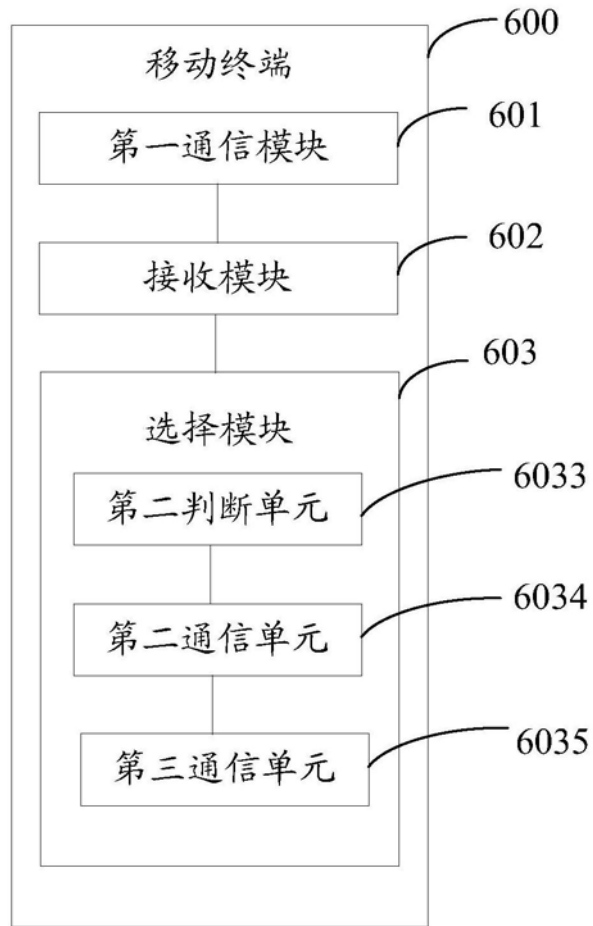 600
移动终端
601
第一通信模块
602
接收模块
603
选择模块
6033
第二判断单元
6034
第二通信单元
6035
第三通信单元